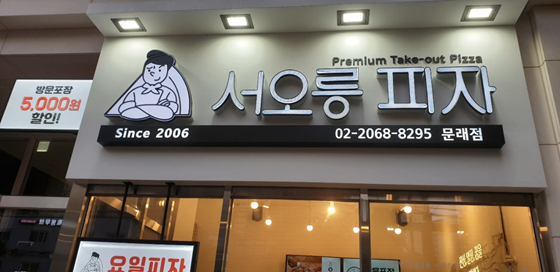 방문포장
5,000원
할인!
Premium Take-out Pizza
서오릉 피자
Since 2006
02-2068-8295 문래점
요일피자